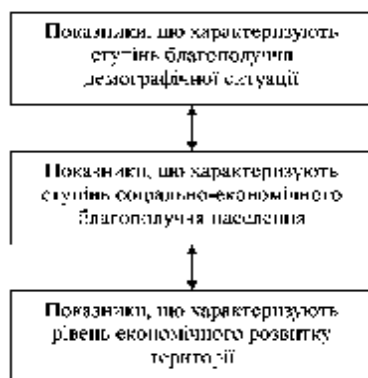 Показники, що характеризують
ступінь благополуччя
демографічної ситуації
Показники, що характеризують
ступінь соціально-економічного
благополуччя населення
Показники, що характеризують
рівень економічного розвитку
території